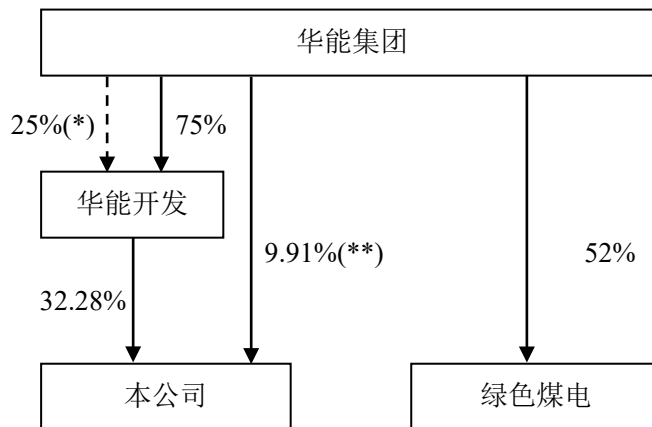 华能集团
25%(*)
75%
华能开发
9.91%(**)
52%
32.28%
本公司
绿色煤电